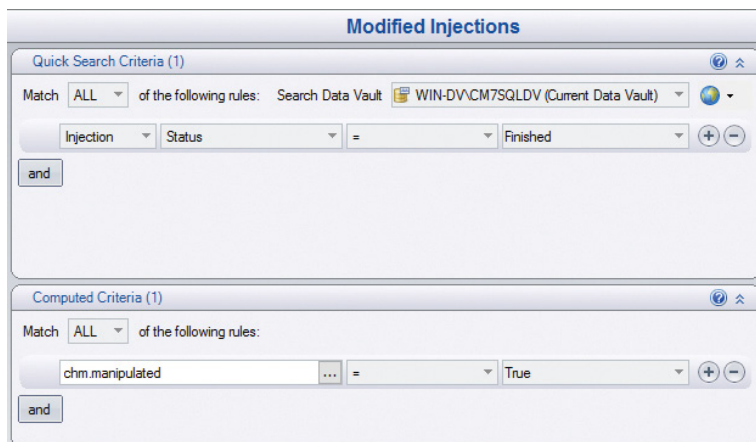 Modified Injections
Quick Search Criteria (1)
Match ALL of the following rules: Search Data Vault WIN-DV\CM7SQLDV (Current Data Vault)
Injection Status = Finished
and
Computed Criteria (1)
Match ALL of the following rules:
chm.manipulated ... = True
and